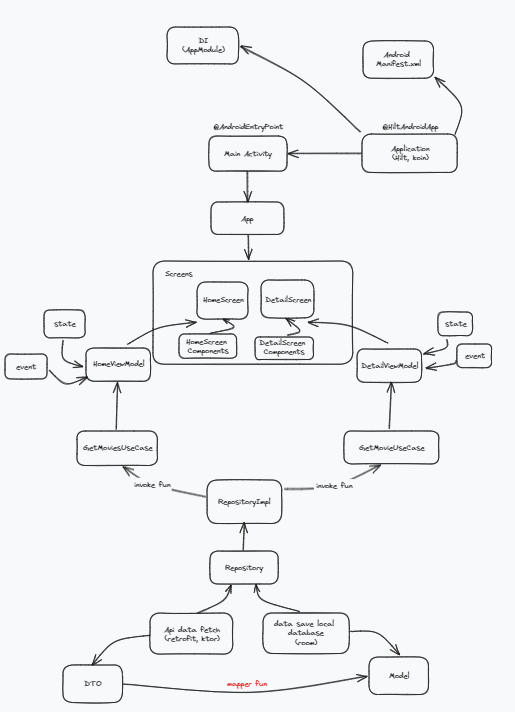 DI
(AppModule)
Android
Manifest.xml
@AndroidEntryPoint
@HiltAndroidApp
Main Activity
Application
(Hilt, koin)
App
Screens
HomeScreen
DetailScreen
HomeScreen
Components
DetailScreen
Components
state
event
HomeViewModel
state
event
DetailViewModel
GetMoviesUseCase
GetMovieUseCase
invoke fun
invoke fun
RepositoryImpl
Repository
Api data fetch
(retrofit, ktor)
data save local
database
(room)
DTO
mapper fun
Model